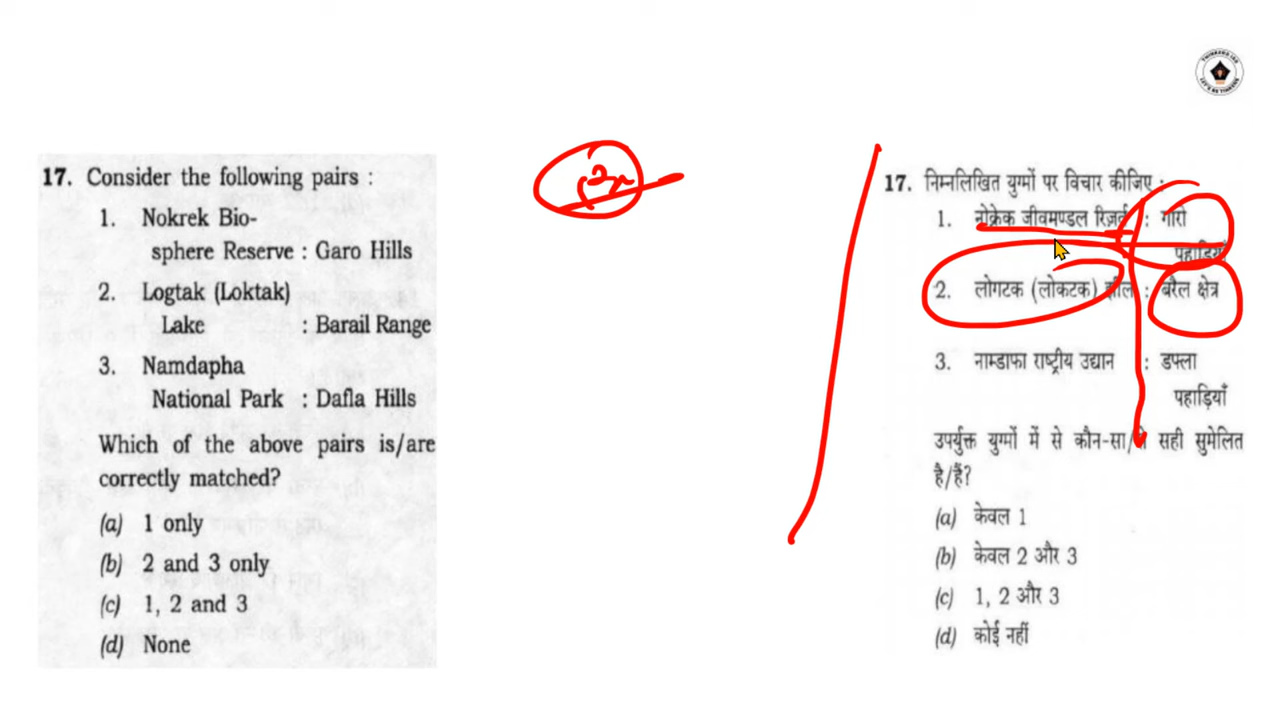 17. Consider the following pairs :
1. Nokrek Bio-
sphere Reserve : Garo Hills
2. Logtak (Loktak)
Lake : Barail Range
3. Namdapha
National Park : Dafla Hills
Which of the above pairs is/are
correctly matched?
(a) 1 only
(b) 2 and 3 only
(c) 1, 2 and 3
(d) None
17. निम्नलिखित युग्मों पर विचार कीजिए :
1. नोक्रेक जीवमण्डल रिज़र्व : गारो
पहाड़ियाँ
2. लोगटक (लोकटक) झील : बरैल क्षेत्र
3. नाम्डाफा राष्ट्रीय उद्यान : डफ्ला
पहाड़ियाँ
उपर्युक्त युग्मों में से कौन-सा/से सही सुमेलित
है/हैं?
(a) केवल 1
(b) केवल 2 और 3
(c) 1, 2 और 3
(d) कोई नहीं